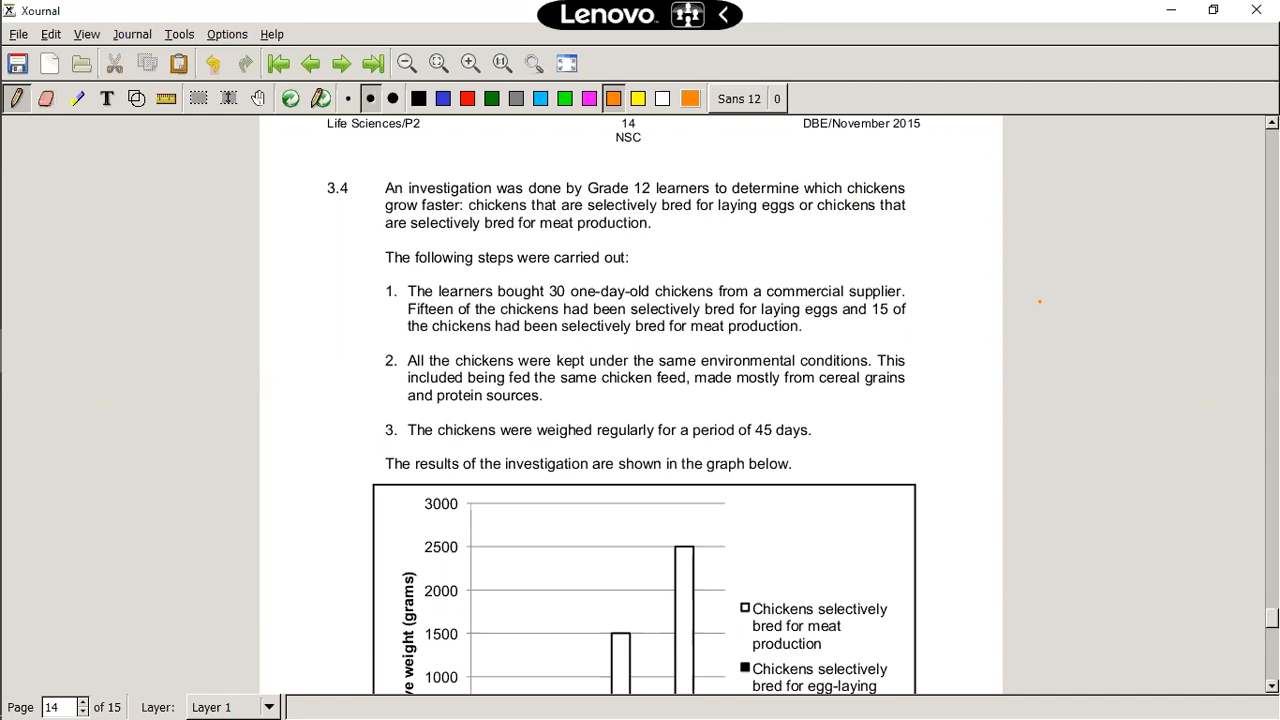 Xournal
Lenovo
File Edit View Journal Tools Options Help
Sans 12 0
Life Sciences/P2 14 DBE/November 2015
NSC
3.4 An investigation was done by Grade 12 learners to determine which chickens
grow faster: chickens that are selectively bred for laying eggs or chickens that
are selectively bred for meat production.
The following steps were carried out:
1. The learners bought 30 one-day-old chickens from a commercial supplier.
Fifteen of the chickens had been selectively bred for laying eggs and 15 of
the chickens had been selectively bred for meat production.
2. All the chickens were kept under the same environmental conditions. This
included being fed the same chicken feed, made mostly from cereal grains
and protein sources.
3. The chickens were weighed regularly for a period of 45 days.
The results of the investigation are shown in the graph below.
3000
2500
2000
1500
1000
ve weight (grams)
Chickens selectively
bred for meat
production
Chickens selectively
bred for egg-laying
Page 14 of 15 Layer: Layer 1